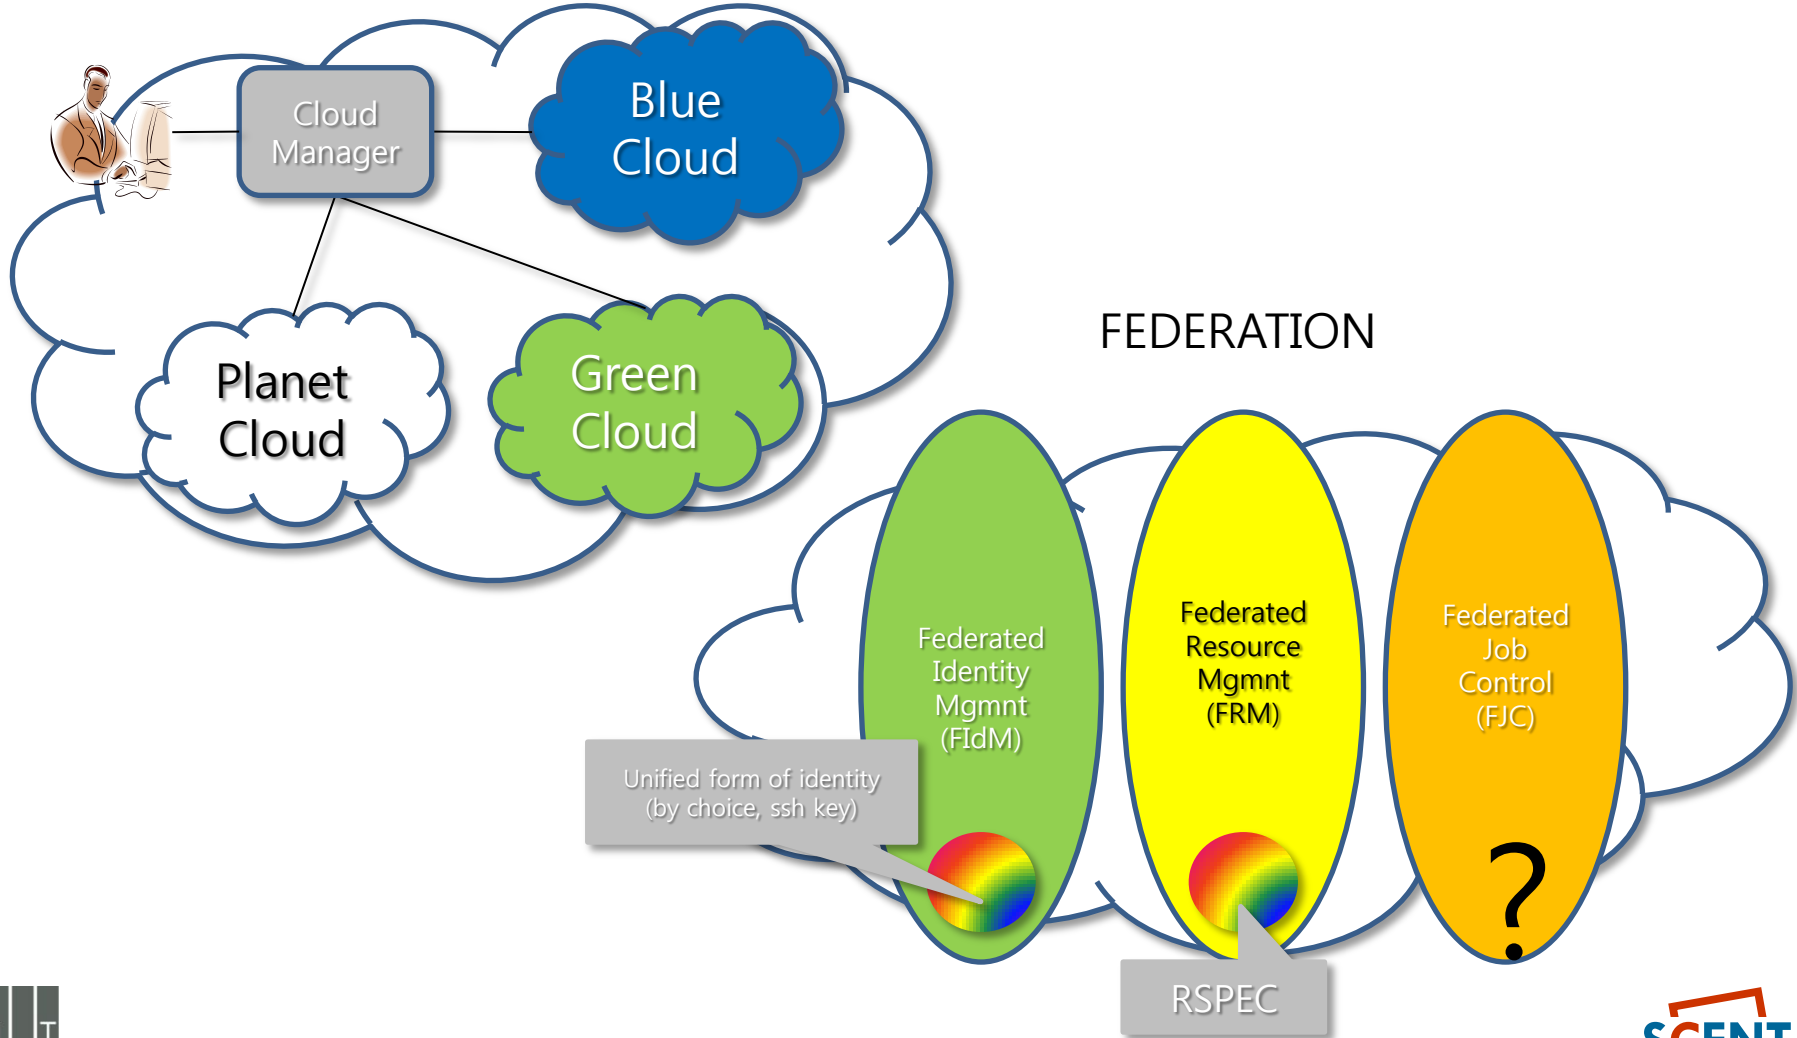 Cloud
Manager
Blue
Cloud
Planet
Cloud
Green
Cloud
FEDERATION
Federated
Identity
Mgmnt
(FIdM)
Federated
Resource
Mgmnt
(FRM)
Federated
Job
Control
(FJC)
Unified form of identity
(by choice, ssh key)
?
RSPEC
T
SCENT